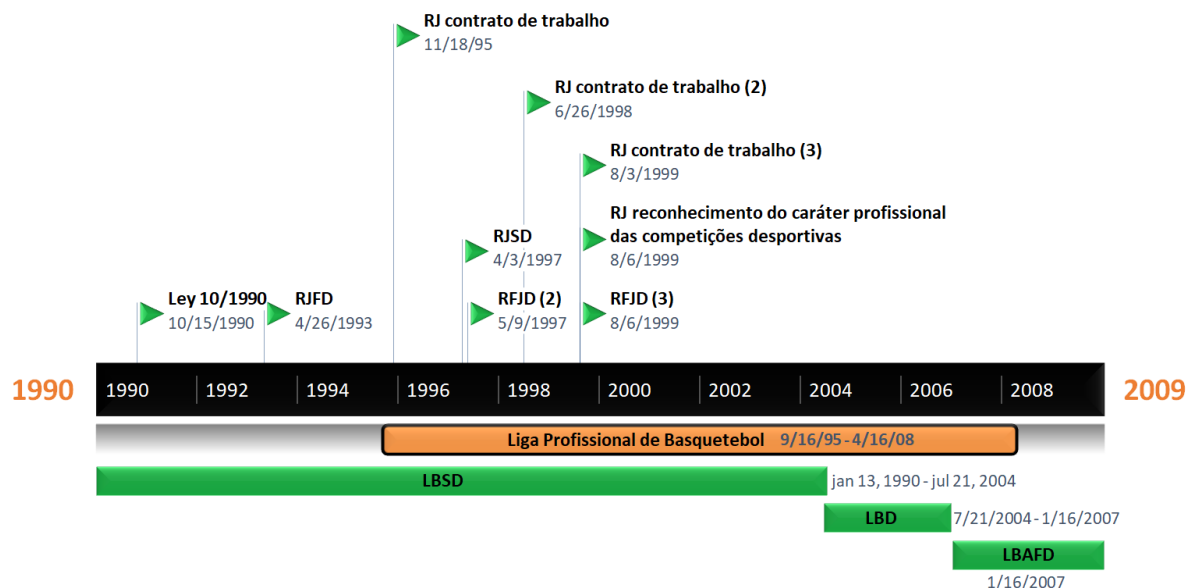 RJ contrato de trabalho
11/18/95
RJ contrato de trabalho (2)
6/26/1998
RJ contrato de trabalho (3)
8/3/1999
RJ reconhecimento do caráter profissional
das competições desportivas
8/6/1999
RJSD
4/3/1997
Ley 10/1990
10/15/1990
RJFD
4/26/1993
RFJD (2)
5/9/1997
RFJD (3)
8/6/1999
1990 1990 1992 1994 1996 1998 2000 2002 2004 2006 2008 2009
Liga Profissional de Basquetebol 9/16/95 - 4/16/08
LBSD jan 13, 1990 - jul 21, 2004
LBD 7/21/2004 - 1/16/2007
LBAFD
1/16/2007